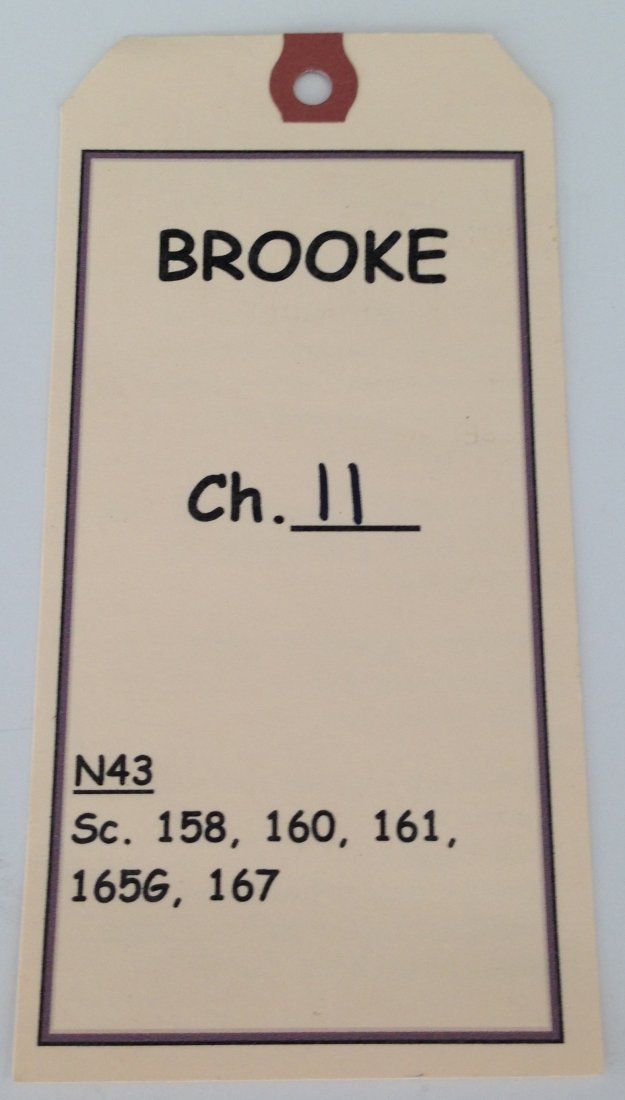 BROOKE
Ch. 11
N43
Sc. 158, 160, 161,
165G, 167